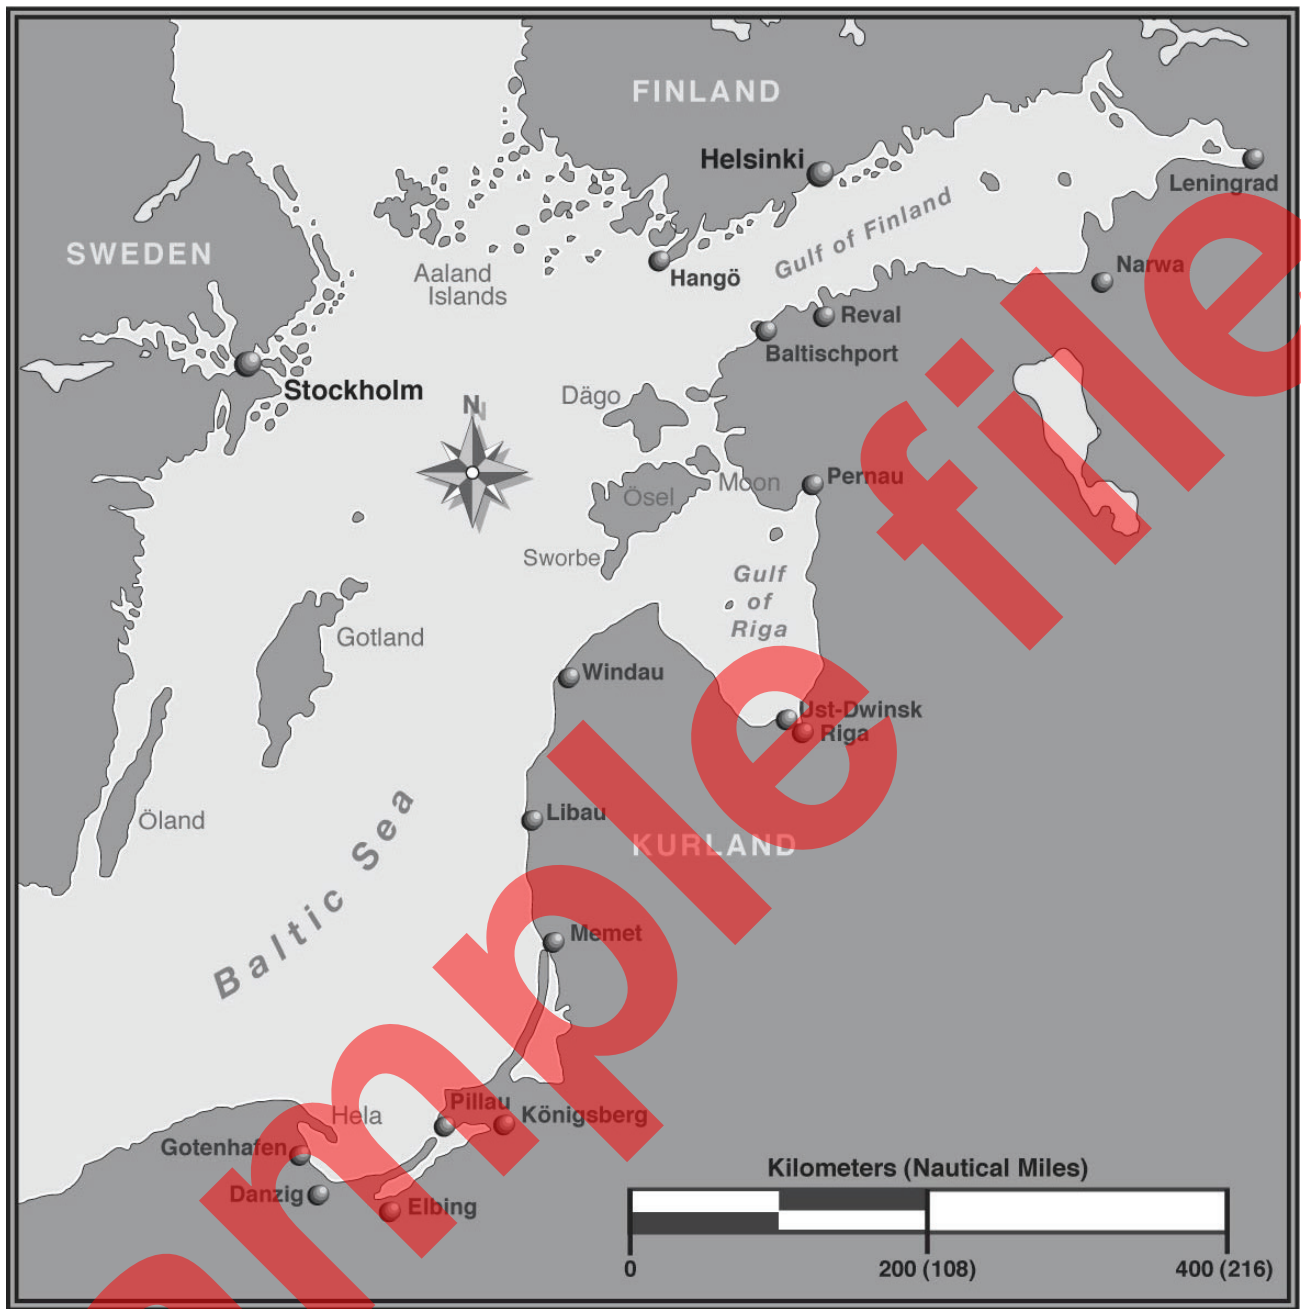 FINLAND
Helsinki
Leningrad
SWEDEN
Gulf of Finland
Aaland
Islands
Hangö
Narwa
Reval
Baltischport
Stockholm
N
Dägo
Moon
Pernau
Ösel
Sworbe
Gulf
of
Riga
Gotland
Windau
Ust-Dwinsk
Riga
Öland
Libau
KURLAND
Baltic Sea
Memet
Pillau
Königsberg
Hela
Gotenhafen
Danzig
Elbing
Kilometers (Nautical Miles)
0 200 (108) 400 (216)
ample file